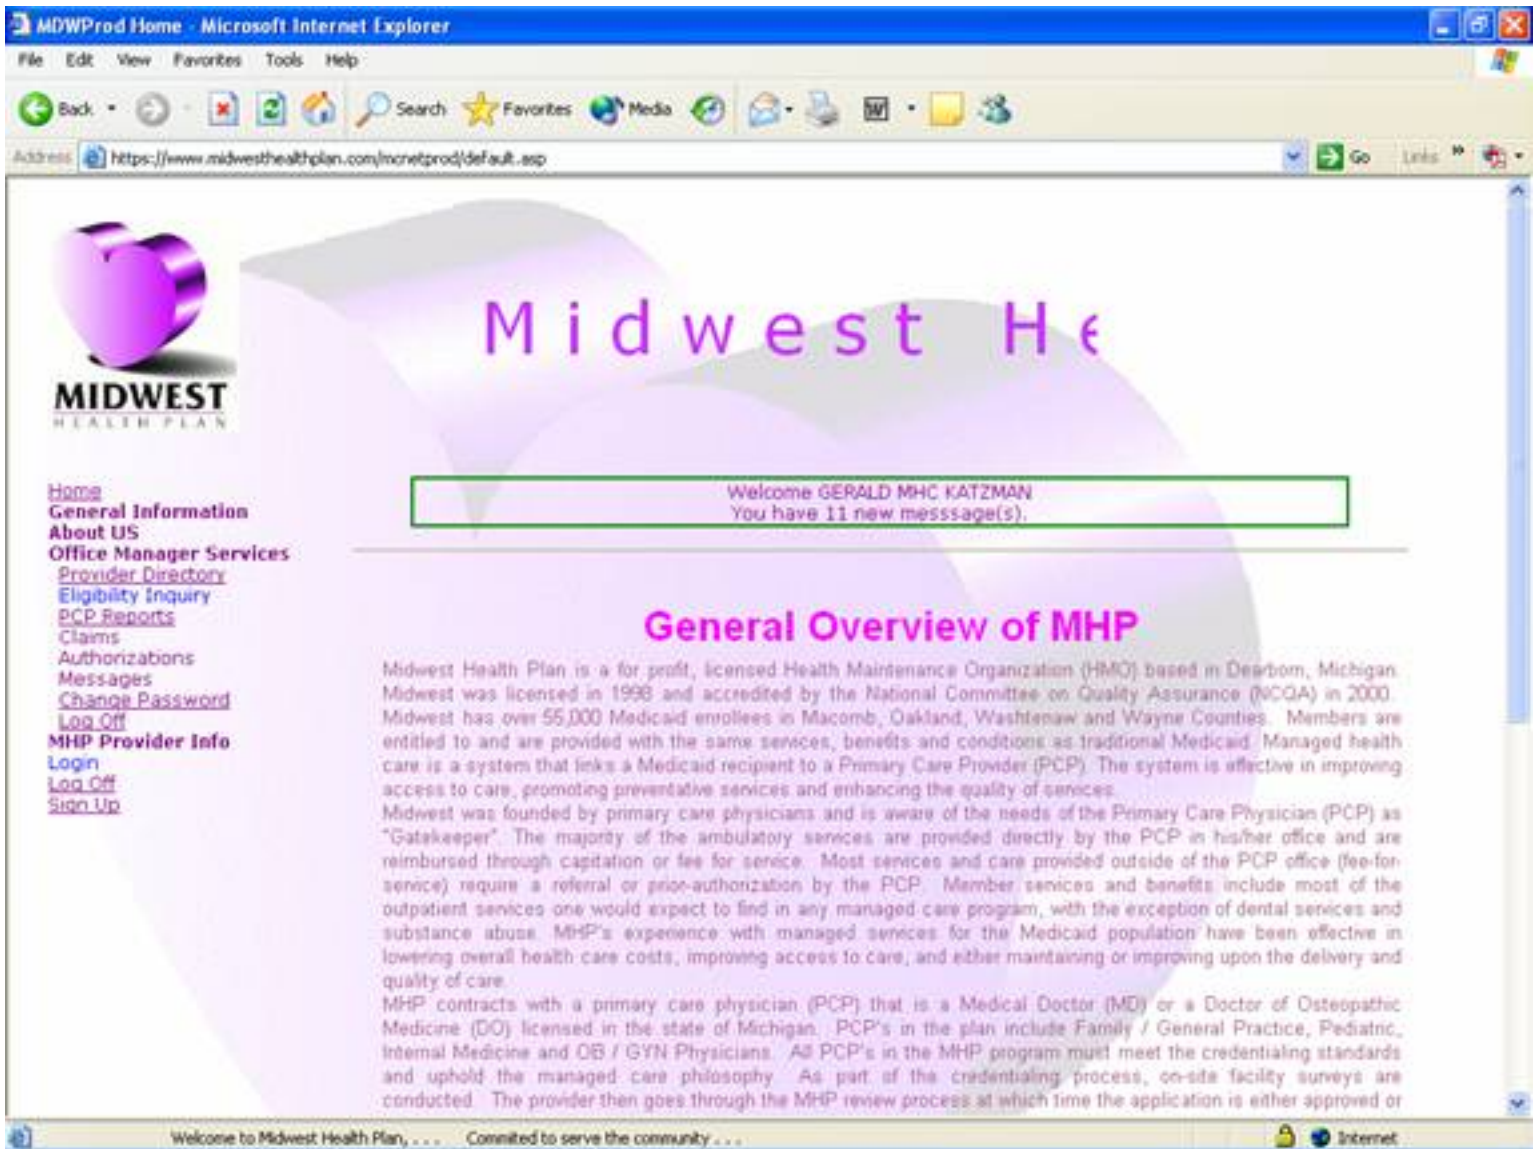 MDWProd Home - Microsoft Internet Explorer
File Edit View Favorites Tools Help
Back Search Favorites Media
Address https://www.midwesthealthplan.com/mcnetprod/default.asp Go Links »
MIDWEST
HEALTH PLAN
Midwest He
Welcome GERALD MHC KATZMAN
You have 11 new messsage(s).
Home
General Information
About US
Office Manager Services
Provider Directory
Eligibility Inquiry
PCP Reports
Claims
Authorizations
Messages
Change Password
Log Off
MHP Provider Info
Login
Log Off
Sign Up
General Overview of MHP
Midwest Health Plan is a for profit, licensed Health Maintenance Organization (HMO) based in Dearborn, Michigan.
Midwest was licensed in 1998 and accredited by the National Committee on Quality Assurance (NCQA) in 2000.
Midwest has over 55,000 Medicaid enrollees in Macomb, Oakland, Washtenaw and Wayne Counties. Members are
entitled to and are provided with the same services, benefits and conditions as traditional Medicaid. Managed health
care is a system that links a Medicaid recipient to a Primary Care Provider (PCP). The system is effective in improving
access to care, promoting preventative services and enhancing the quality of services.
Midwest was founded by primary care physicians and is aware of the needs of the Primary Care Physician (PCP) as
"Gatekeeper". The majority of the ambulatory services are provided directly by the PCP in his/her office and are
reimbursed through capitation or fee for service. Most services and care provided outside of the PCP office (fee-for-
service) require a referral or prior-authorization by the PCP. Member services and benefits include most of the
outpatient services one would expect to find in any managed care program, with the exception of dental services and
substance abuse. MHP's experience with managed services for the Medicaid population have been effective in
lowering overall health care costs, improving access to care, and either maintaining or improving upon the delivery and
quality of care.
MHP contracts with a primary care physician (PCP) that is a Medical Doctor (MD) or a Doctor of Osteopathic
Medicine (DO) licensed in the state of Michigan. PCP's in the plan include Family / General Practice, Pediatric,
Internal Medicine and OB / GYN Physicians. All PCP's in the MHP program must meet the credentialing standards
and uphold the managed care philosophy. As part of the credentialing process, on-site facility surveys are
conducted. The provider then goes through the MHP review process at which time the application is either approved or
Welcome to Midwest Health Plan, . . . Commited to serve the community . . . Internet